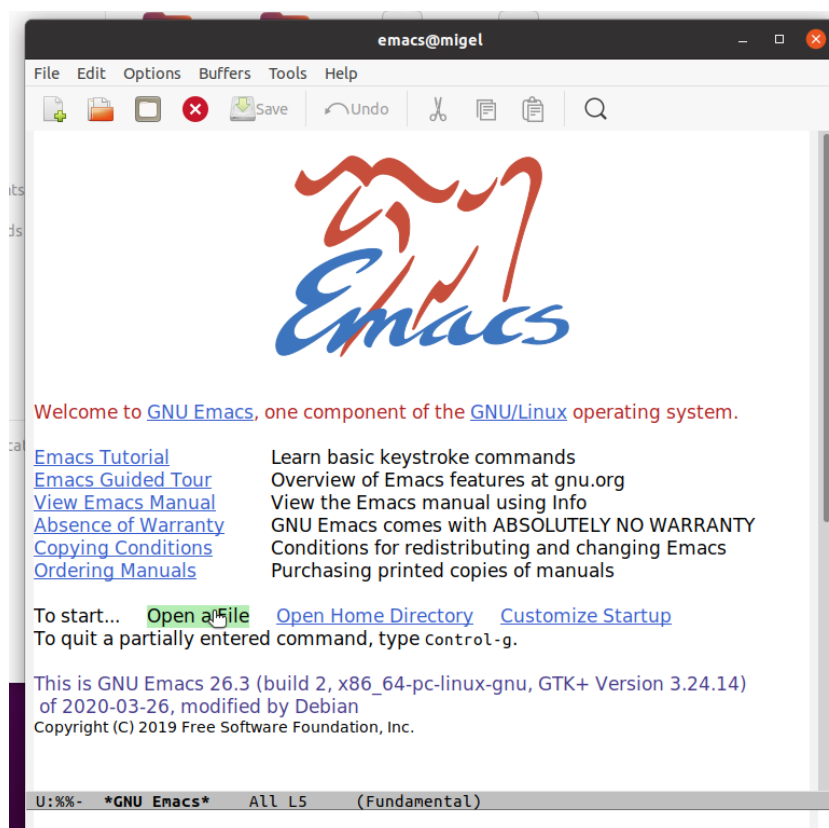 emacs@migel
File Edit Options Buffers Tools Help
Save Undo
Emacs
Welcome to GNU Emacs, one component of the GNU/Linux operating system.
Emacs Tutorial Learn basic keystroke commands
Emacs Guided Tour Overview of Emacs features at gnu.org
View Emacs Manual View the Emacs manual using Info
Absence of Warranty GNU Emacs comes with ABSOLUTELY NO WARRANTY
Copying Conditions Conditions for redistributing and changing Emacs
Ordering Manuals Purchasing printed copies of manuals
To start... Open a File Open Home Directory Customize Startup
To quit a partially entered command, type Control-g.
This is GNU Emacs 26.3 (build 2, x86_64-pc-linux-gnu, GTK+ Version 3.24.14)
of 2020-03-26, modified by Debian
Copyright (C) 2019 Free Software Foundation, Inc.
U:%%- *GNU Emacs* All L5 (Fundamental)